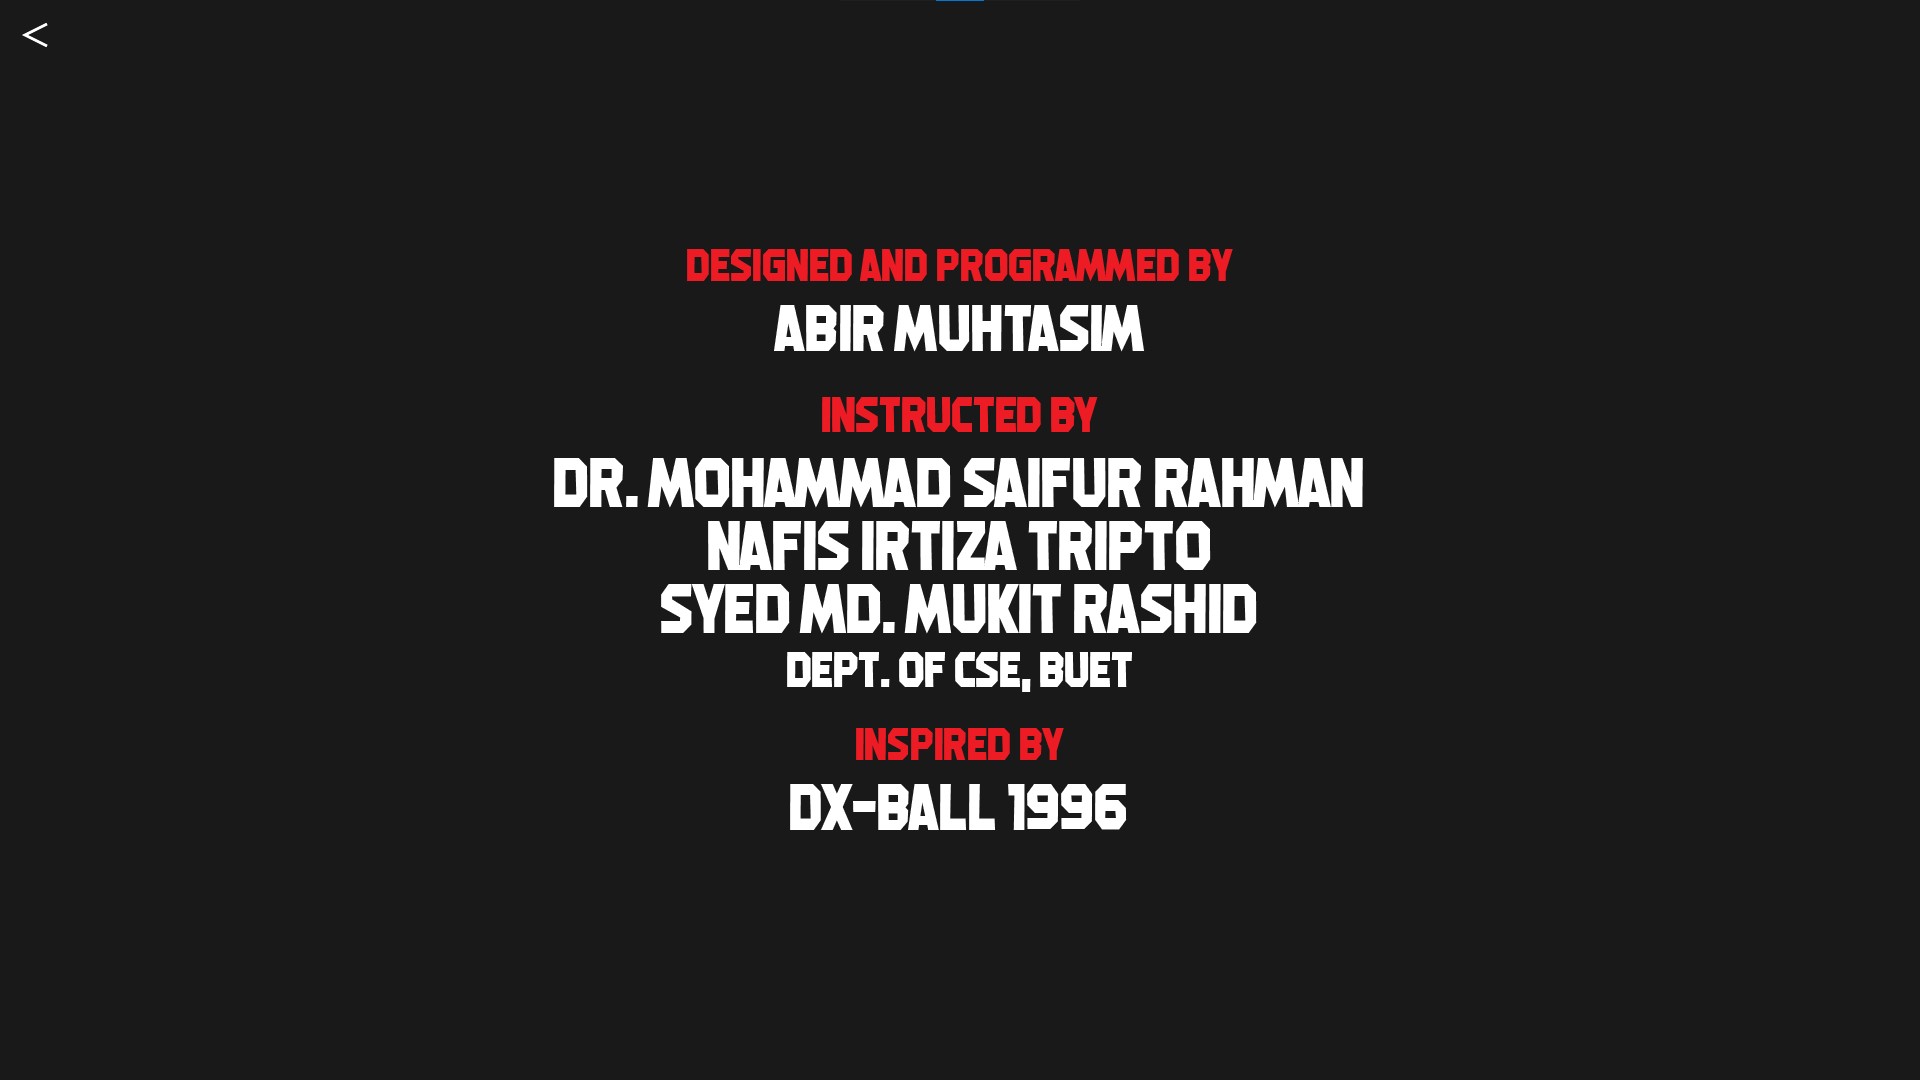 <
DESIGNED AND PROGRAMMED BY
ABIR MUHTASIM
INSTRUCTED BY
DR. MOHAMMAD SAIFUR RAHMAN
NAFIS IRTIZA TRIPTO
SYED MD. MUKIT RASHID
DEPT. OF CSE, BUET
INSPIRED BY
DX-BALL 1996